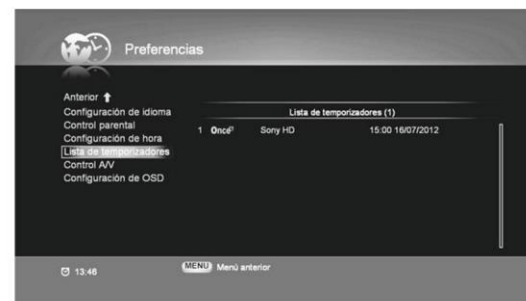 Preferencias
Anterior
Configuración de idioma
Control parental
Configuración de hora
Lista de temporizadores
Control A/V
Configuración de OSD
Lista de temporizadores (1)
1 Once Sony HD 15:00 16/07/2012
13:46
MENU Menú anterior